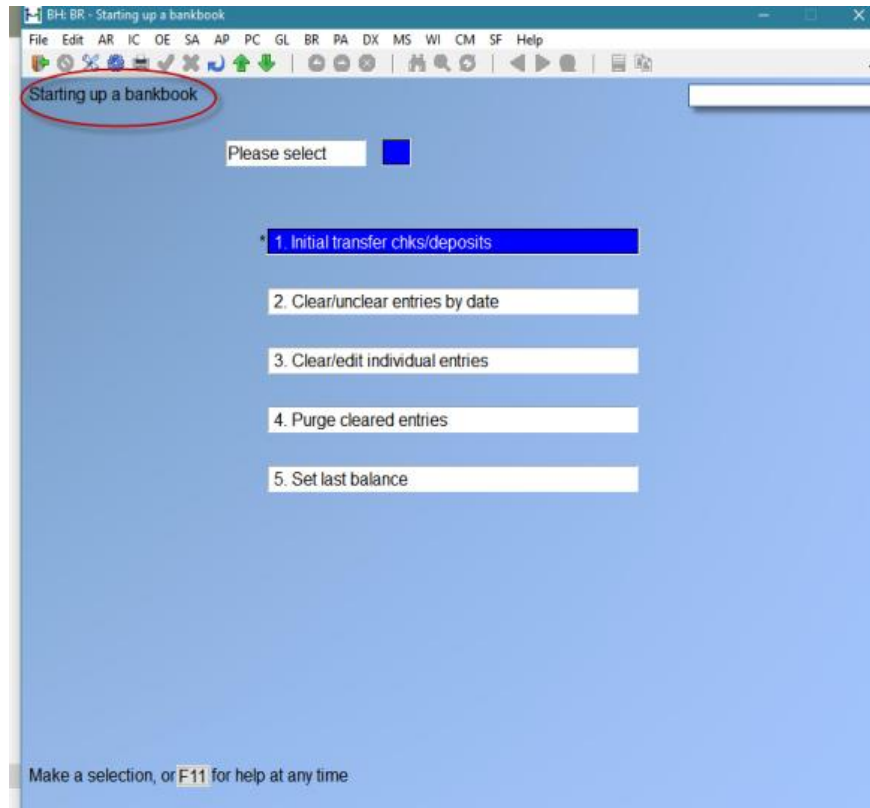 BH: BR - Starting up a bankbook
File Edit AR IC OE SA AP PC GL BR PA DX MS WI CM SF Help
Starting up a bankbook
Please select
* 1. Initial transfer chks/deposits
2. Clear/unclear entries by date
3. Clear/edit individual entries
4. Purge cleared entries
5. Set last balance
Make a selection, or F11 for help at any time